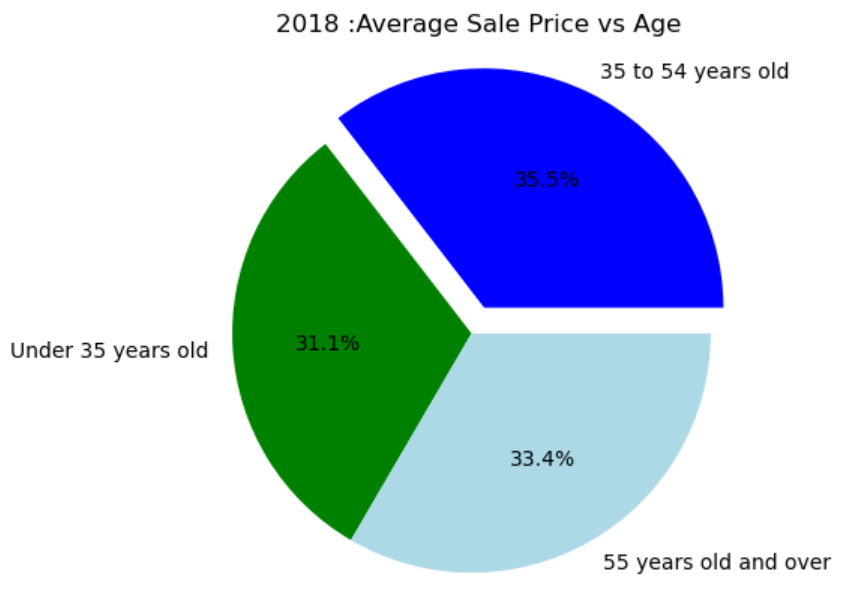 2018 :Average Sale Price vs Age
35 to 54 years old
35.5%
Under 35 years old
31.1%
33.4%
55 years old and over